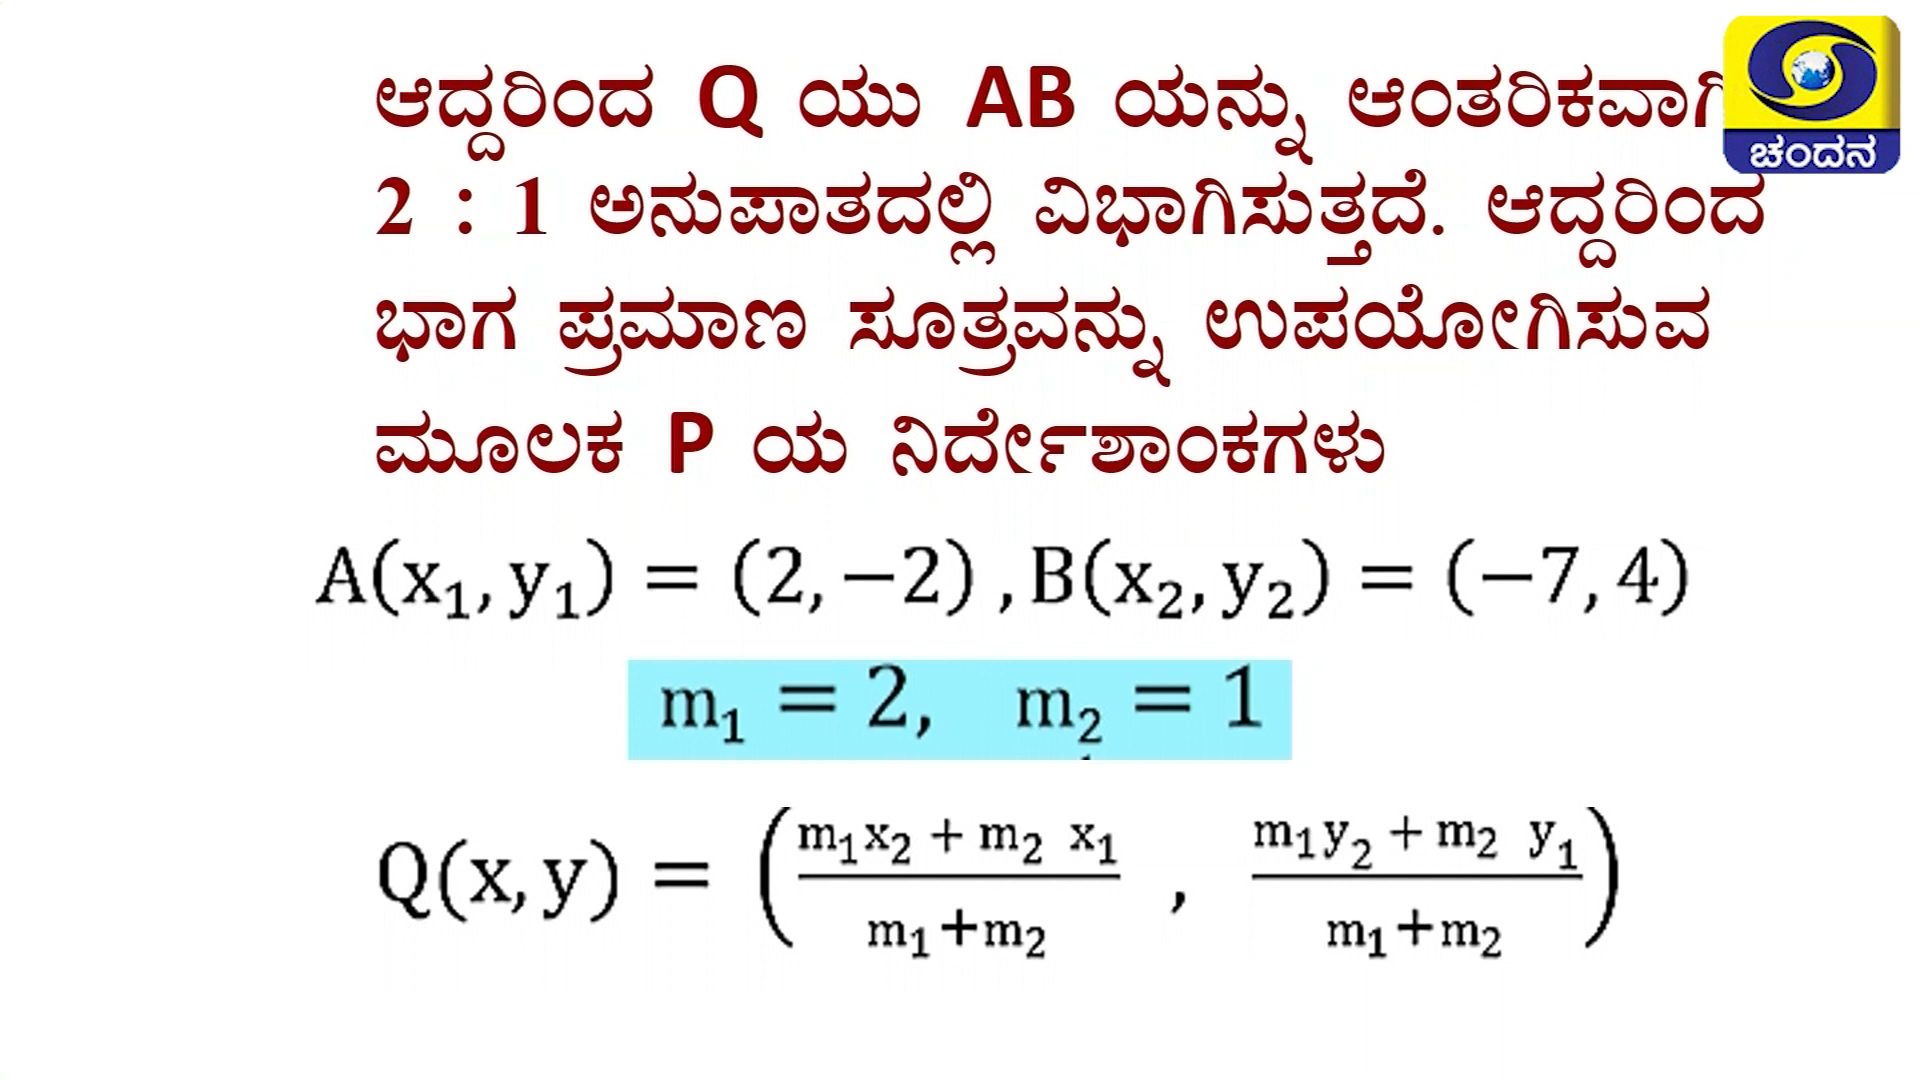 ಆದ್ದರಿಂದ Q ಯು AB ಯನ್ನು ಆಂತರಿಕವಾಗಿ
2 : 1 ಅನುಪಾತದಲ್ಲಿ ವಿಭಾಗಿಸುತ್ತದೆ. ಆದ್ದರಿಂದ
ಭಾಗ ಪ್ರಮಾಣ ಸೂತ್ರವನ್ನು ಉಪಯೋಗಿಸುವ
ಮೂಲಕ P ಯ ನಿರ್ದೇಶಾಂಕಗಳು
A(x₁, y₁) = (2, −2) , B(x₂, y₂) = (−7, 4)
m₁ = 2, m₂ = 1
Q(x, y) = ( (m₁x₂ + m₂ x₁)/(m₁+m₂) , (m₁y₂ + m₂ y₁)/(m₁+m₂) )
ಚಂದನ